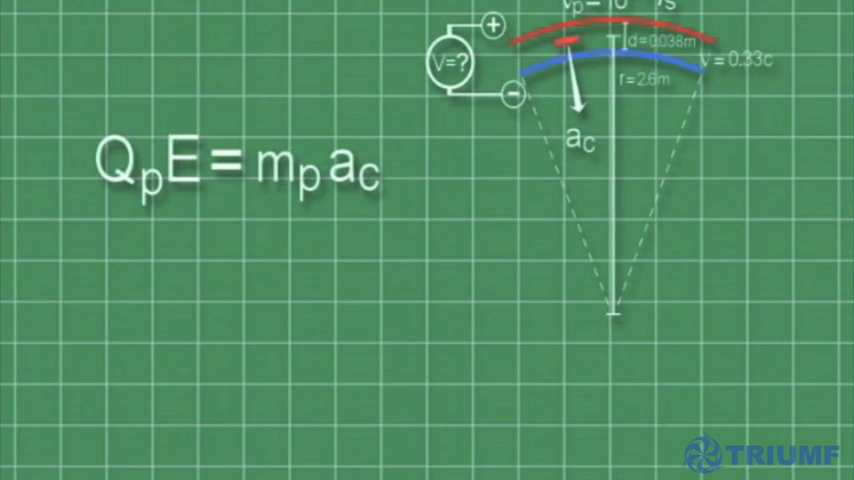 +
d=0.038m
V=?
v = 0.33c
r=2.6m
−
ac
QpE = mpac
TRIUMF